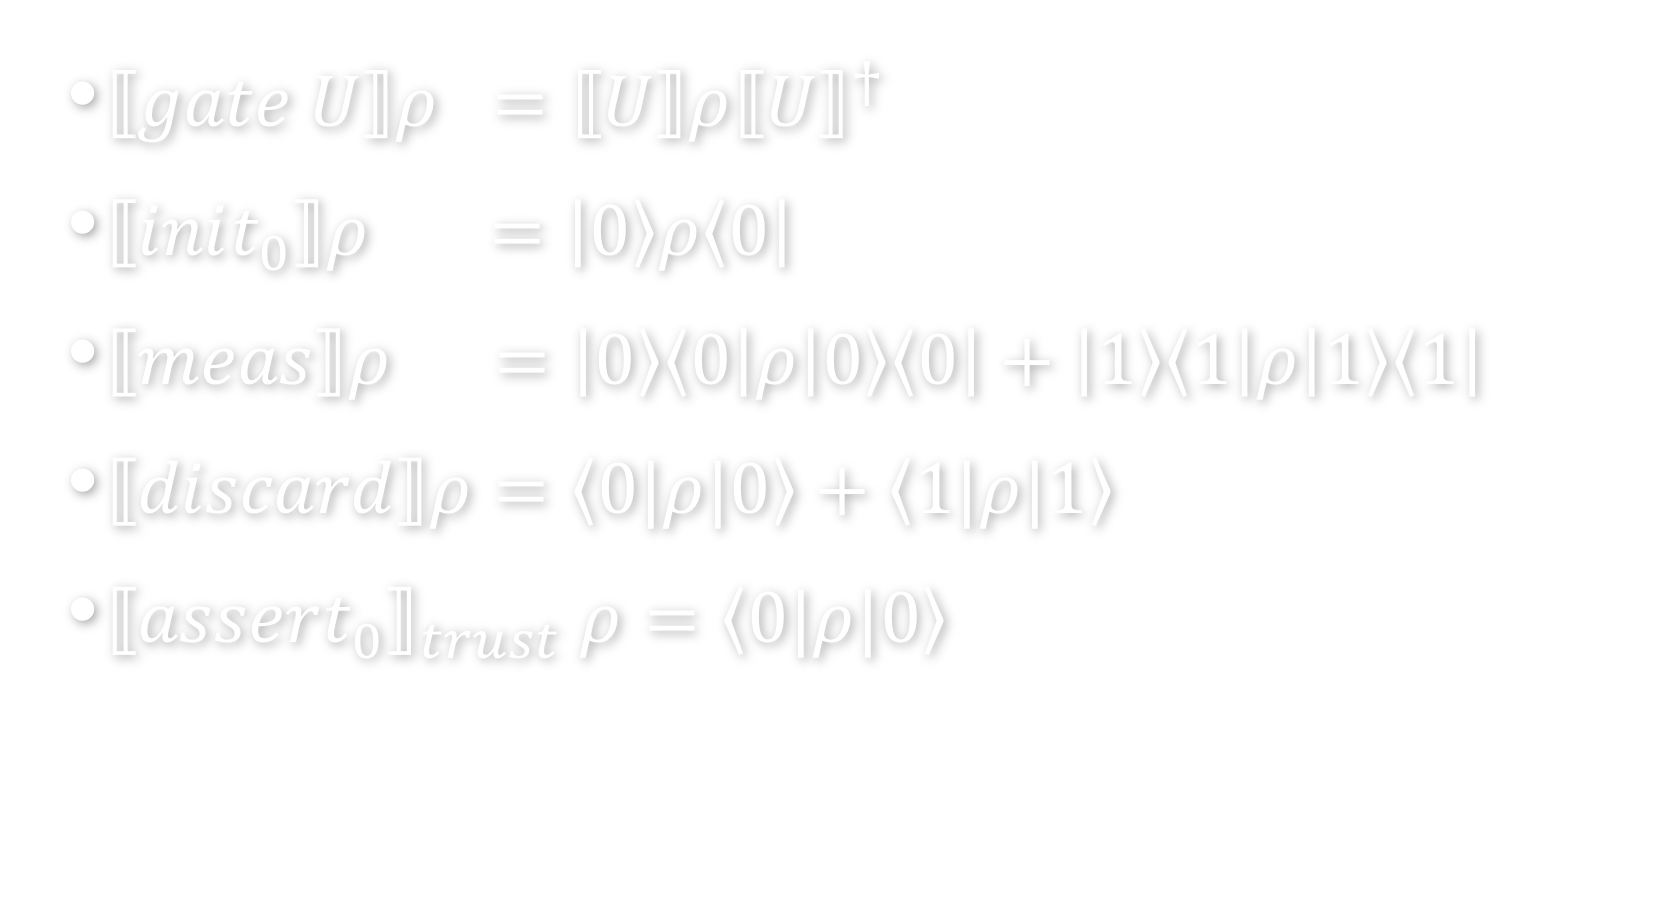 • ⟦gate U⟧ρ = ⟦U⟧ρ⟦U⟧†
• ⟦init₀⟧ρ = |0⟩ρ⟨0|
• ⟦meas⟧ρ = |0⟩⟨0|ρ|0⟩⟨0| + |1⟩⟨1|ρ|1⟩⟨1|
• ⟦discard⟧ρ = ⟨0|ρ|0⟩ + ⟨1|ρ|1⟩
• ⟦assert₀⟧trust ρ = ⟨0|ρ|0⟩